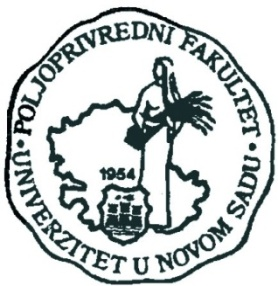 • POLJOPRIVREDNI FAKULTET •
UNIVERZITET U NOVOM SADU
1954